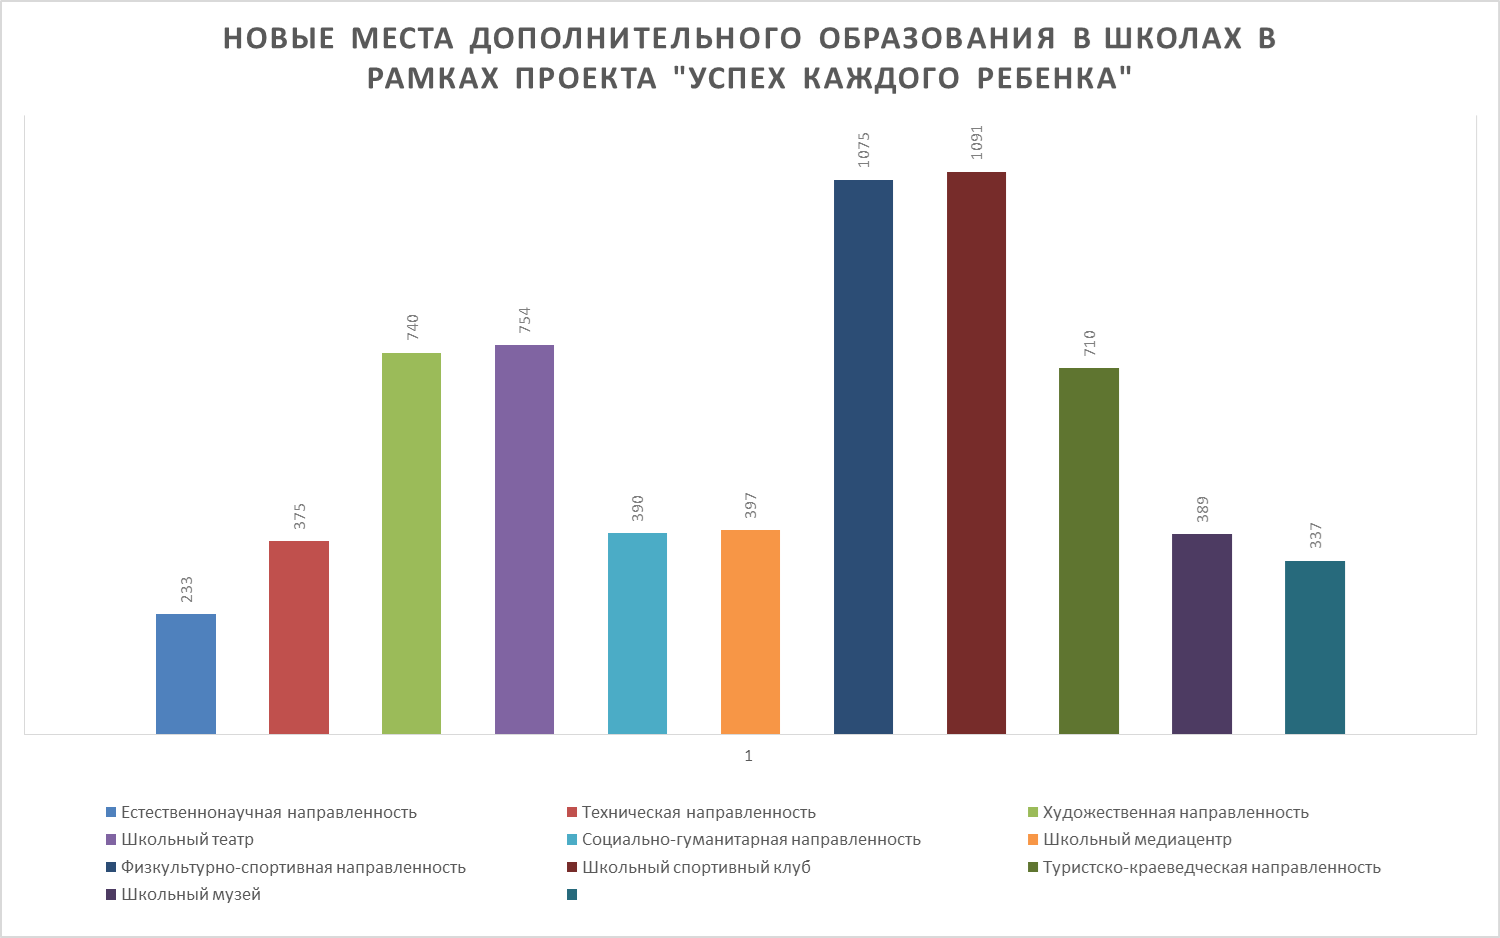 НОВЫЕ МЕСТА ДОПОЛНИТЕЛЬНОГО ОБРАЗОВАНИЯ В ШКОЛАХ В
РАМКАХ ПРОЕКТА "УСПЕХ КАЖДОГО РЕБЕНКА"
233
375
740
754
390
397
1075
1091
710
389
337
1
Естественнонаучная направленность
Техническая направленность
Художественная направленность
Школьный театр
Социально-гуманитарная направленность
Школьный медиацентр
Физкультурно-спортивная направленность
Школьный спортивный клуб
Туристско-краеведческая направленность
Школьный музей